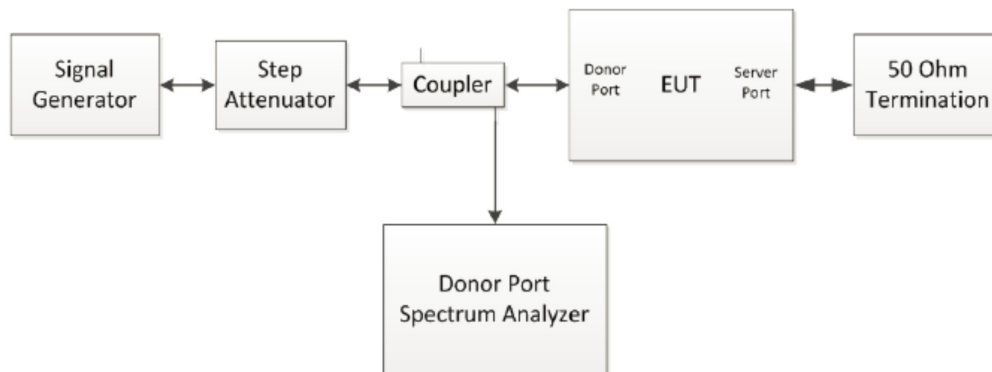 Signal
Generator
Step
Attenuator
Coupler
Donor
Port
EUT
Server
Port
50 Ohm
Termination
Donor Port
Spectrum Analyzer